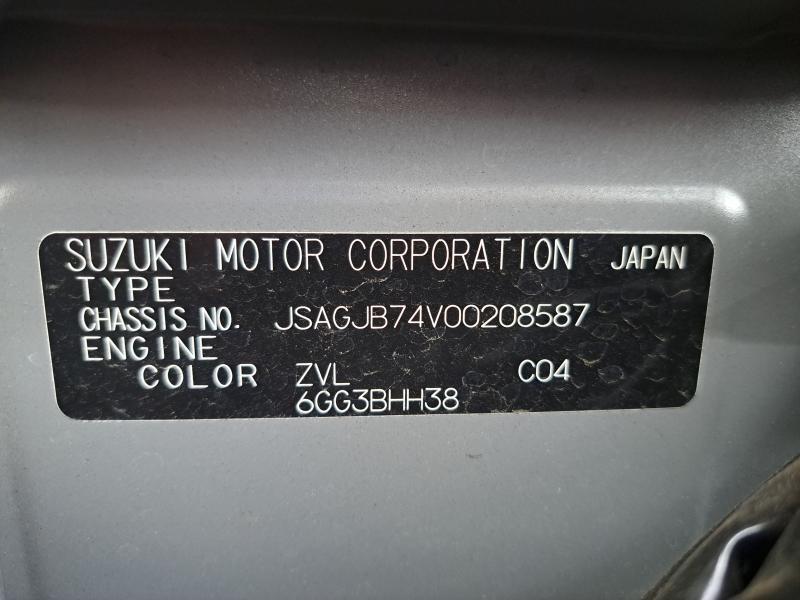 SUZUKI MOTOR CORPORATION JAPAN
TYPE
CHASSIS NO. JSAGJB74V00208587
ENGINE
COLOR ZVL C04
6GG3BHH38